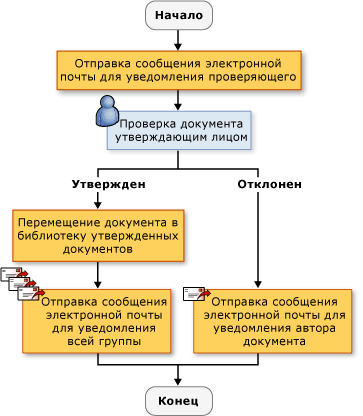 Начало
Отправка сообщения электронной
почты для уведомления проверяющего
Проверка документа
утверждающим лицом
Утвержден
Отклонен
Перемещение документа в
библиотеку утвержденных
документов
Отправка сообщения
электронной почты
для уведомления
всей группы
Отправка сообщения
электронной почты для
уведомления автора
документа
Конец